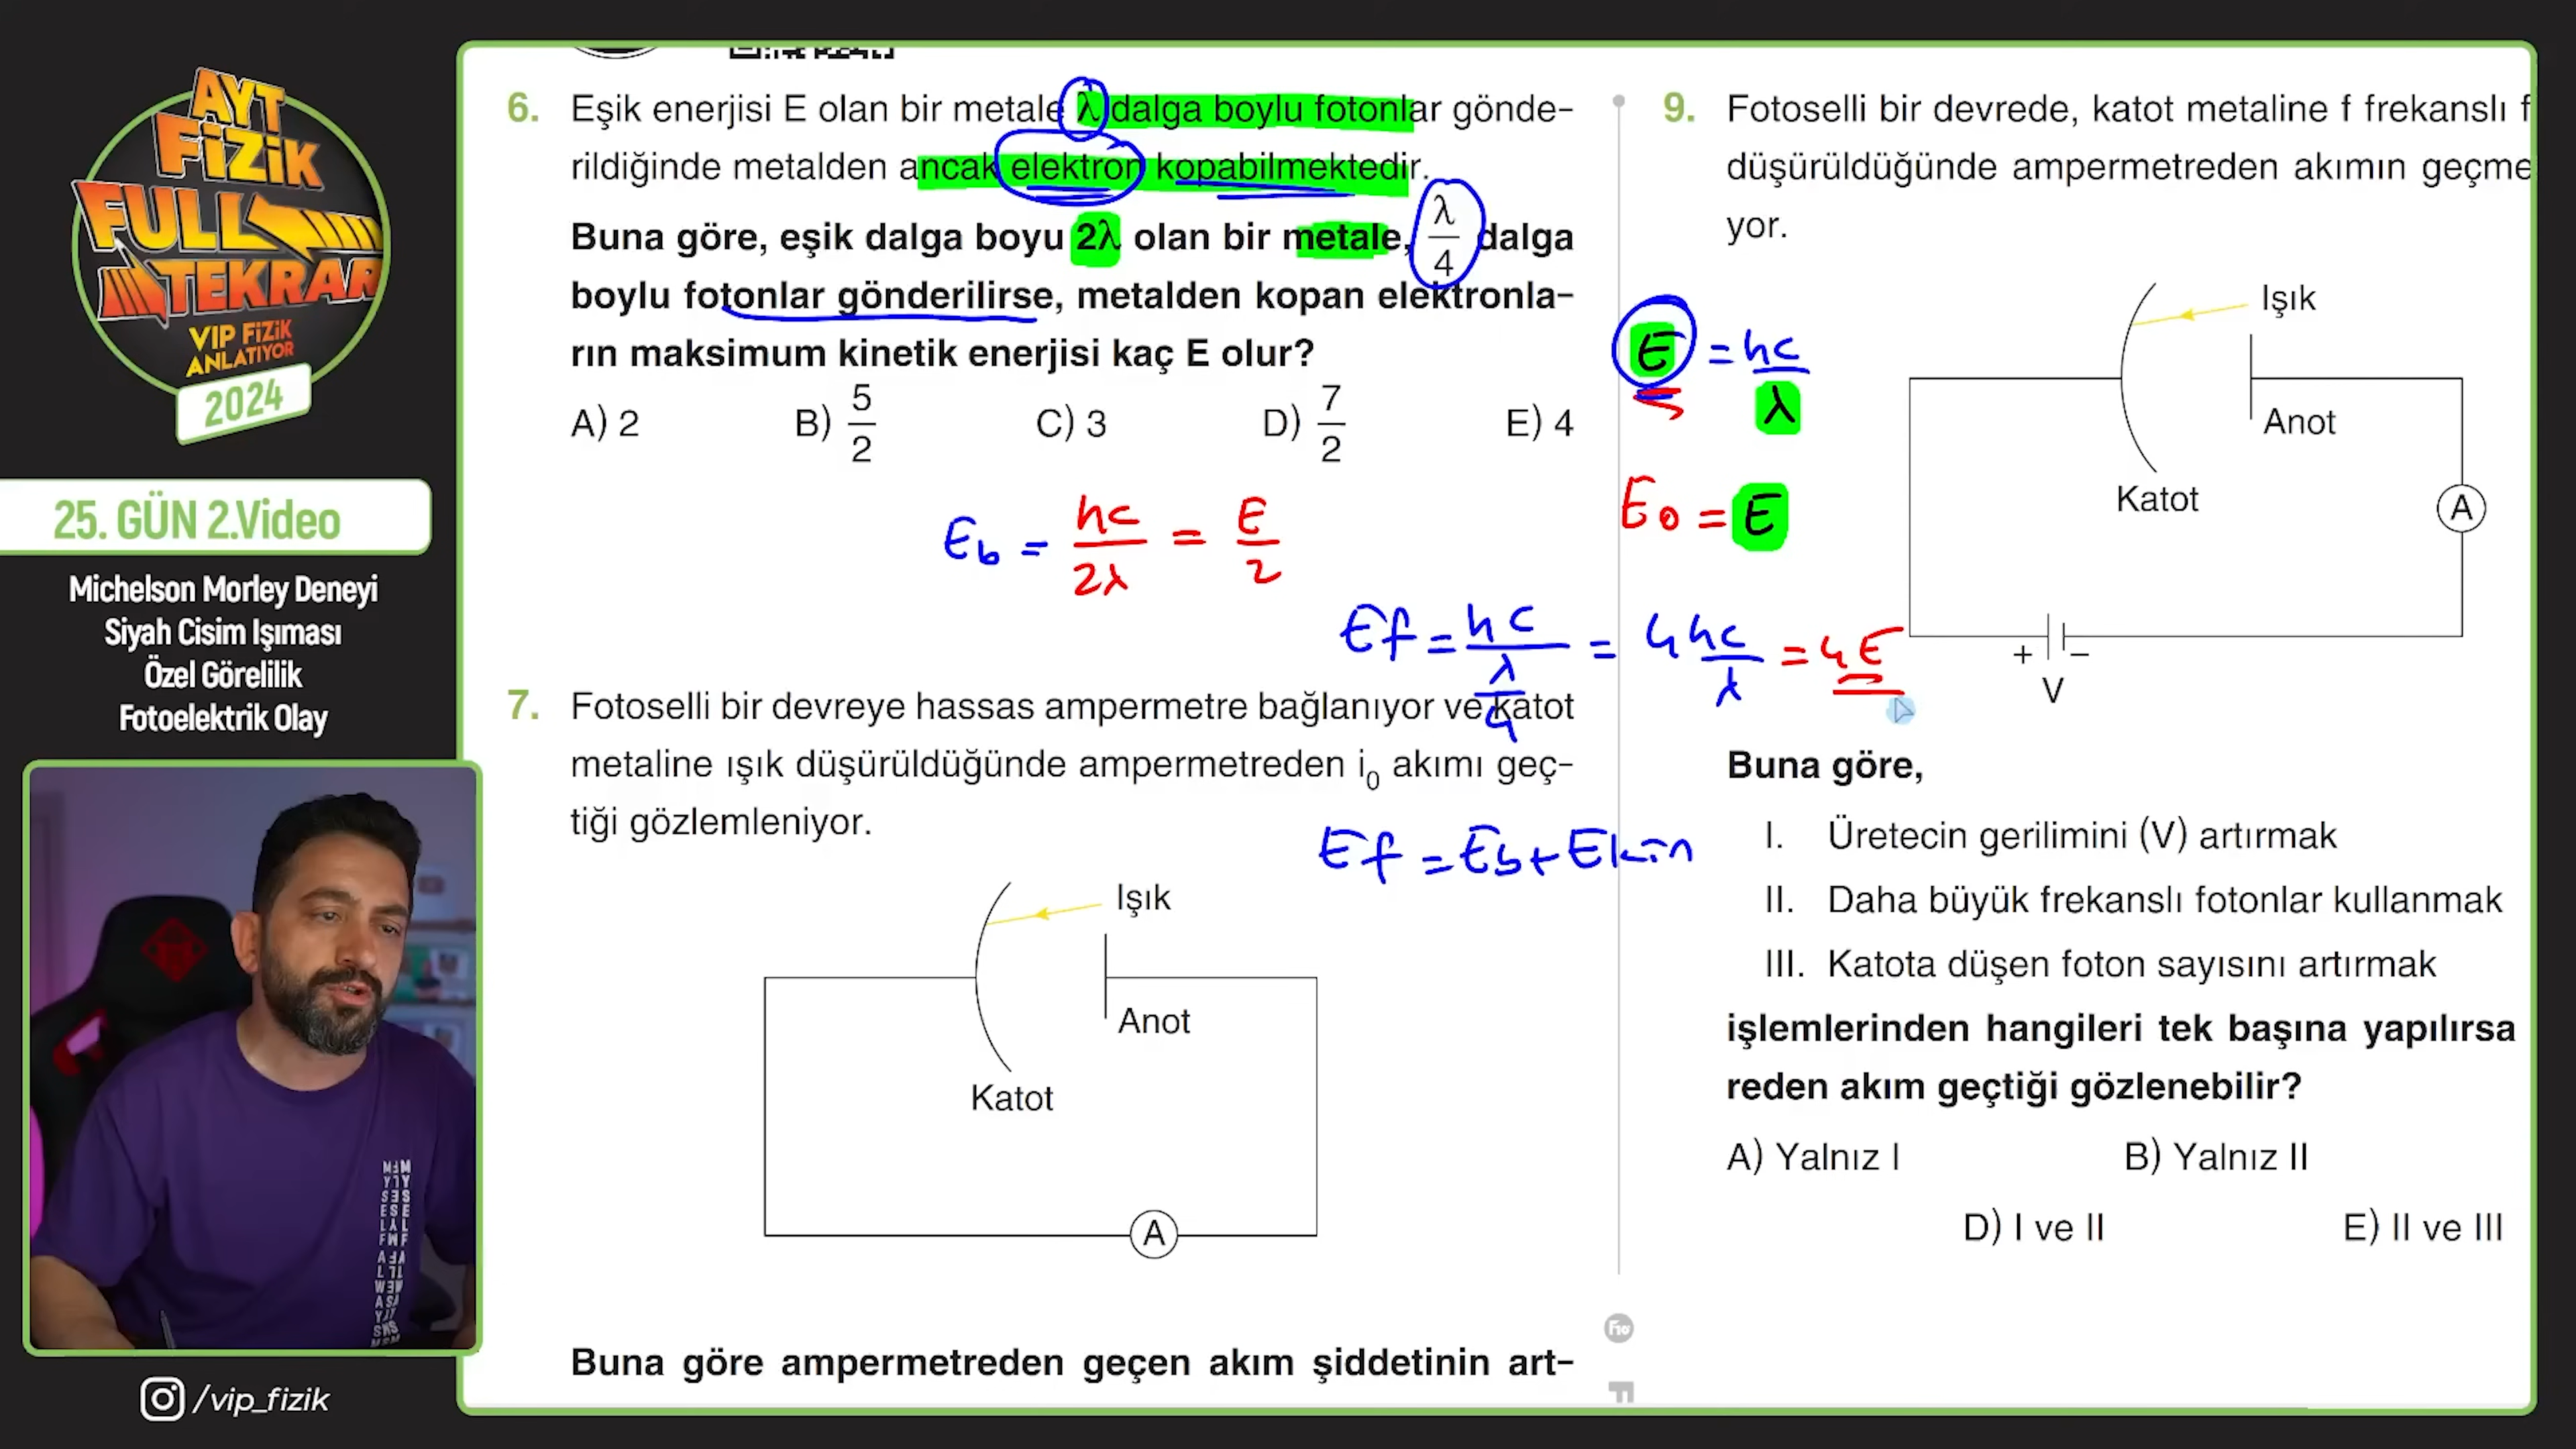 AYT
FİZİK
FULL
TEKRAR
VIP FİZİK
ANLATIYOR
2024
25. GÜN 2.Video
Michelson Morley Deneyi
Siyah Cisim Işıması
Özel Görelilik
Fotoelektrik Olay
/vip_fizik
6. Eşik enerjisi E olan bir metale λ dalga boylu fotonlar gönde-
rildiğinde metalden ancak elektron kopabilmektedir.
Buna göre, eşik dalga boyu 2λ olan bir metale, λ/4 dalga
boylu fotonlar gönderilirse, metalden kopan elektronla-
rın maksimum kinetik enerjisi kaç E olur?
A) 2 B) 5/2 C) 3 D) 7/2 E) 4
Eb = hc/2λ = E/2
E = hc/λ
E0 = E
Ef = hc/(λ/4) = 4 hc/λ = 4E
7. Fotoselli bir devreye hassas ampermetre bağlanıyor ve katot
metaline ışık düşürüldüğünde ampermetreden i0 akımı geç-
tiği gözlemleniyor.
Ef = Eb + Ekin
Işık
Anot
Katot
A
Buna göre ampermetreden geçen akım şiddetinin art-
9. Fotoselli bir devrede, katot metaline f frekanslı f
düşürüldüğünde ampermetreden akımın geçme
yor.
Işık
Anot
Katot
A
+ −
V
Buna göre,
I. Üretecin gerilimini (V) artırmak
II. Daha büyük frekanslı fotonlar kullanmak
III. Katota düşen foton sayısını artırmak
işlemlerinden hangileri tek başına yapılırsa
reden akım geçtiği gözlenebilir?
A) Yalnız I B) Yalnız II
D) I ve II E) II ve III